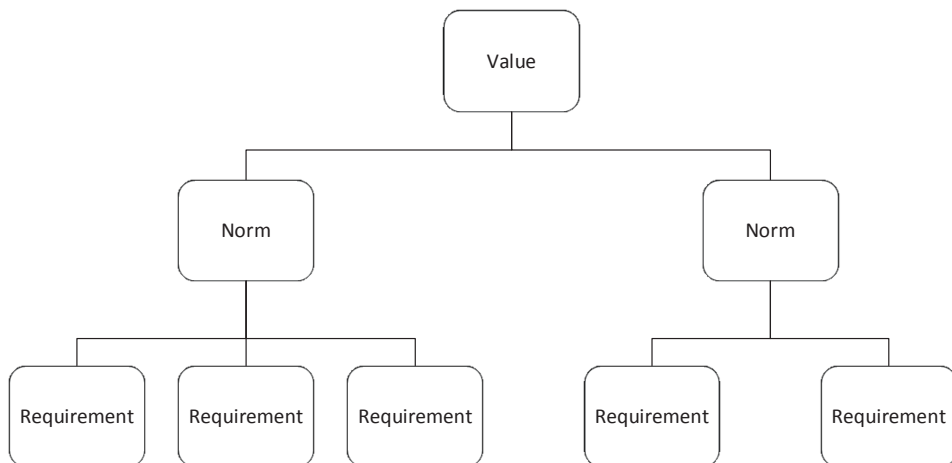 Value
Norm
Norm
Requirement
Requirement
Requirement
Requirement
Requirement